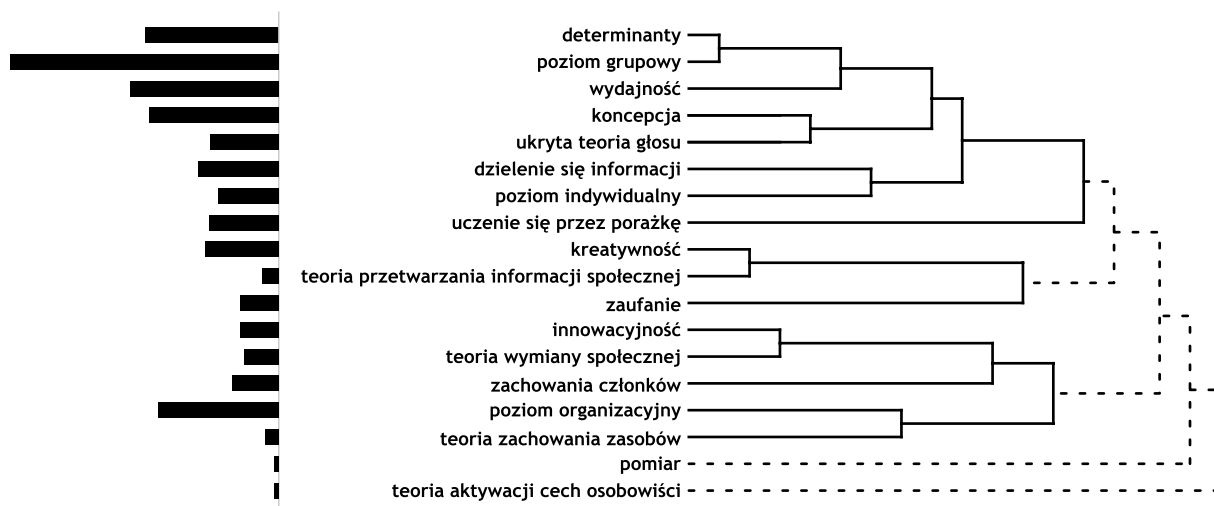 determinanty
poziom grupowy
wydajność
koncepcja
ukryta teoria głosu
dzielenie się informacji
poziom indywidualny
uczenie się przez porażkę
kreatywność
teoria przetwarzania informacji społecznej
zaufanie
innowacyjność
teoria wymiany społecznej
zachowania członków
poziom organizacyjny
teoria zachowania zasobów
pomiar
teoria aktywacji cech osobowiści